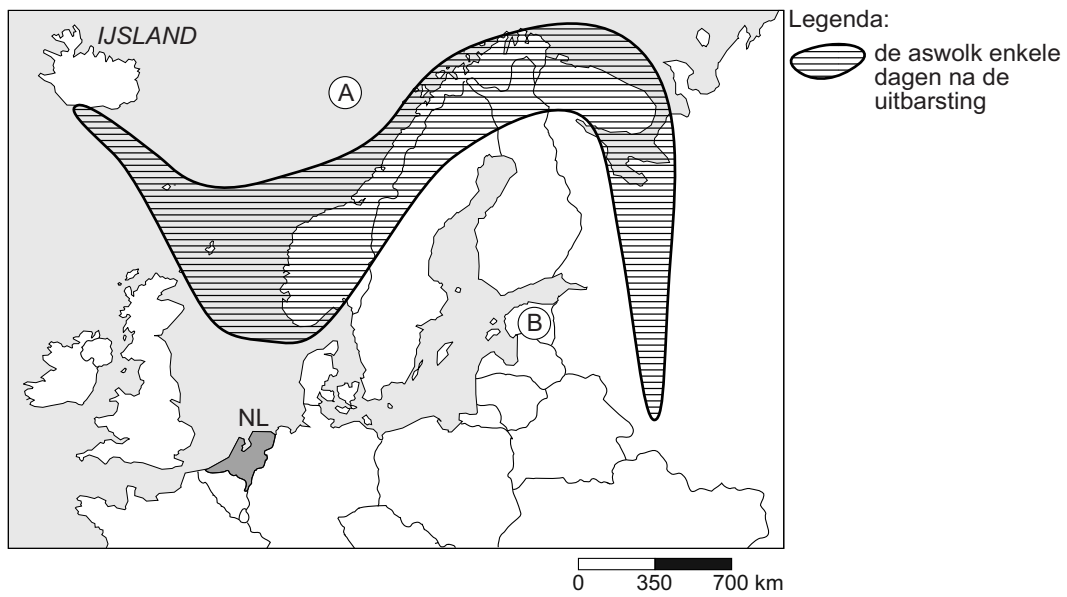 IJSLAND
A
B
NL
Legenda:
de aswolk enkele
dagen na de
uitbarsting
0 350 700 km